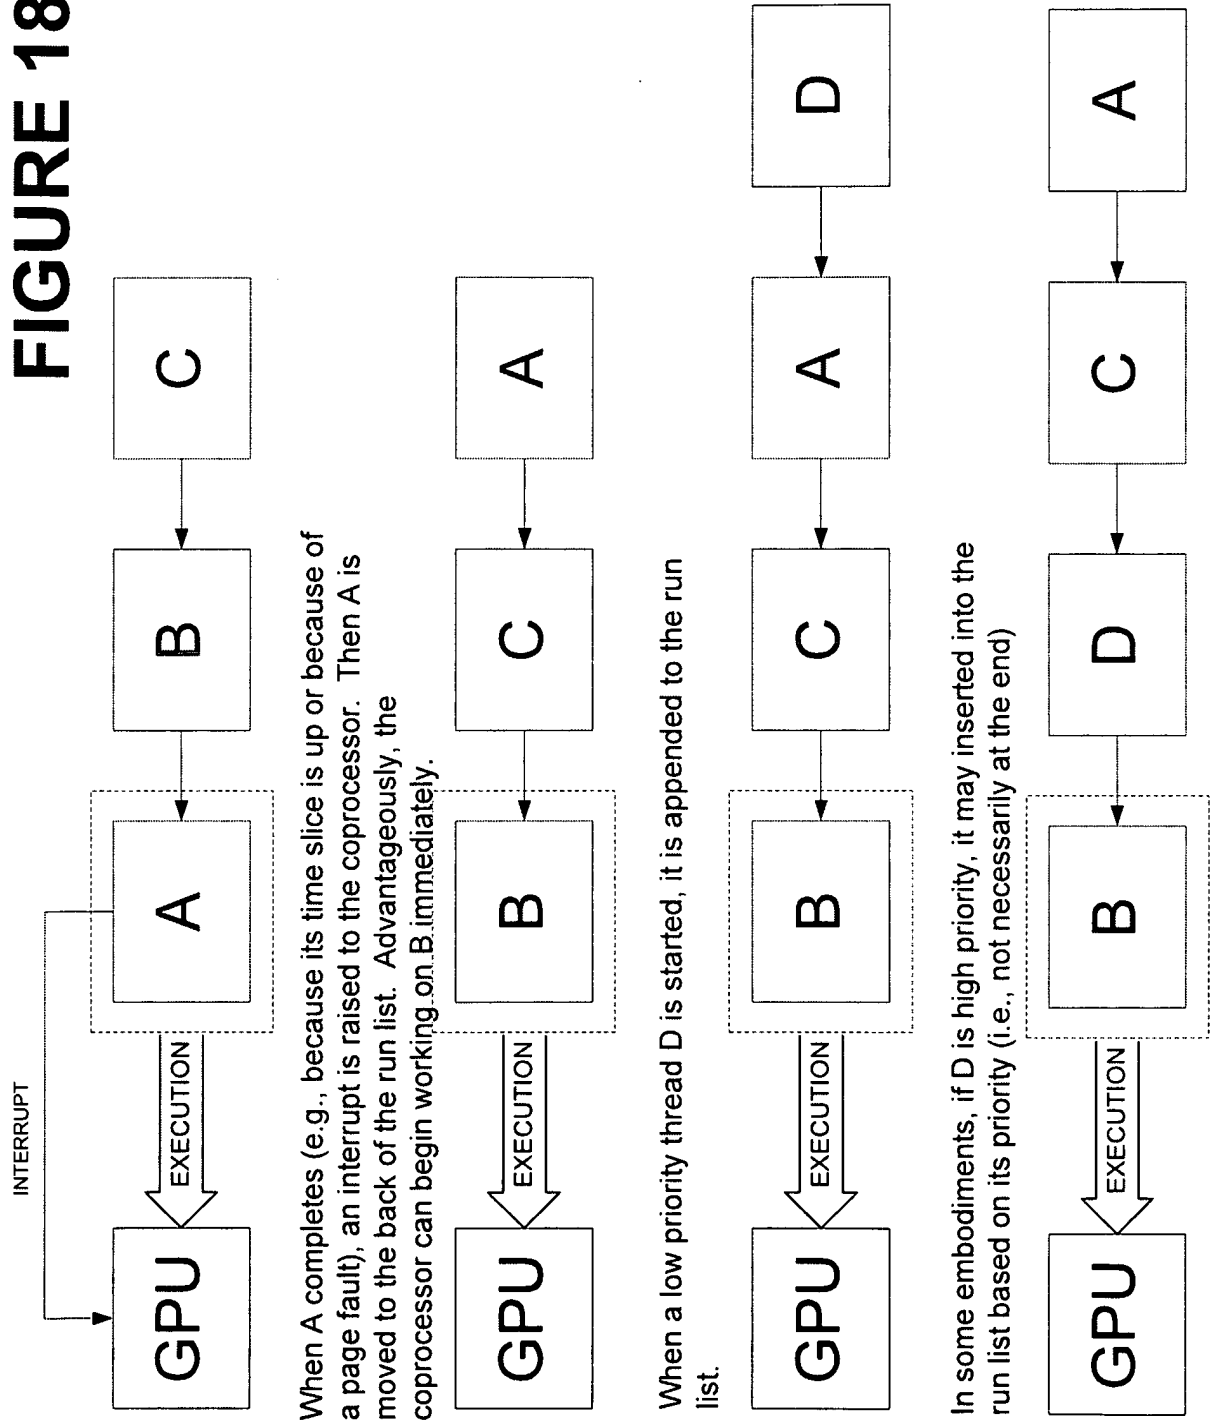 FIGURE 18
INTERRUPT
GPU
EXECUTION
A
B
C
When A completes (e.g., because its time slice is up or because of
a page fault), an interrupt is raised to the coprocessor. Then A is
moved to the back of the run list. Advantageously, the
coprocessor can begin working on B immediately.
GPU
EXECUTION
B
C
A
When a low priority thread D is started, it is appended to the run
list.
GPU
EXECUTION
B
C
A
D
In some embodiments, if D is high priority, it may inserted into the
run list based on its priority (i.e., not necessarily at the end)
GPU
EXECUTION
B
D
C
A